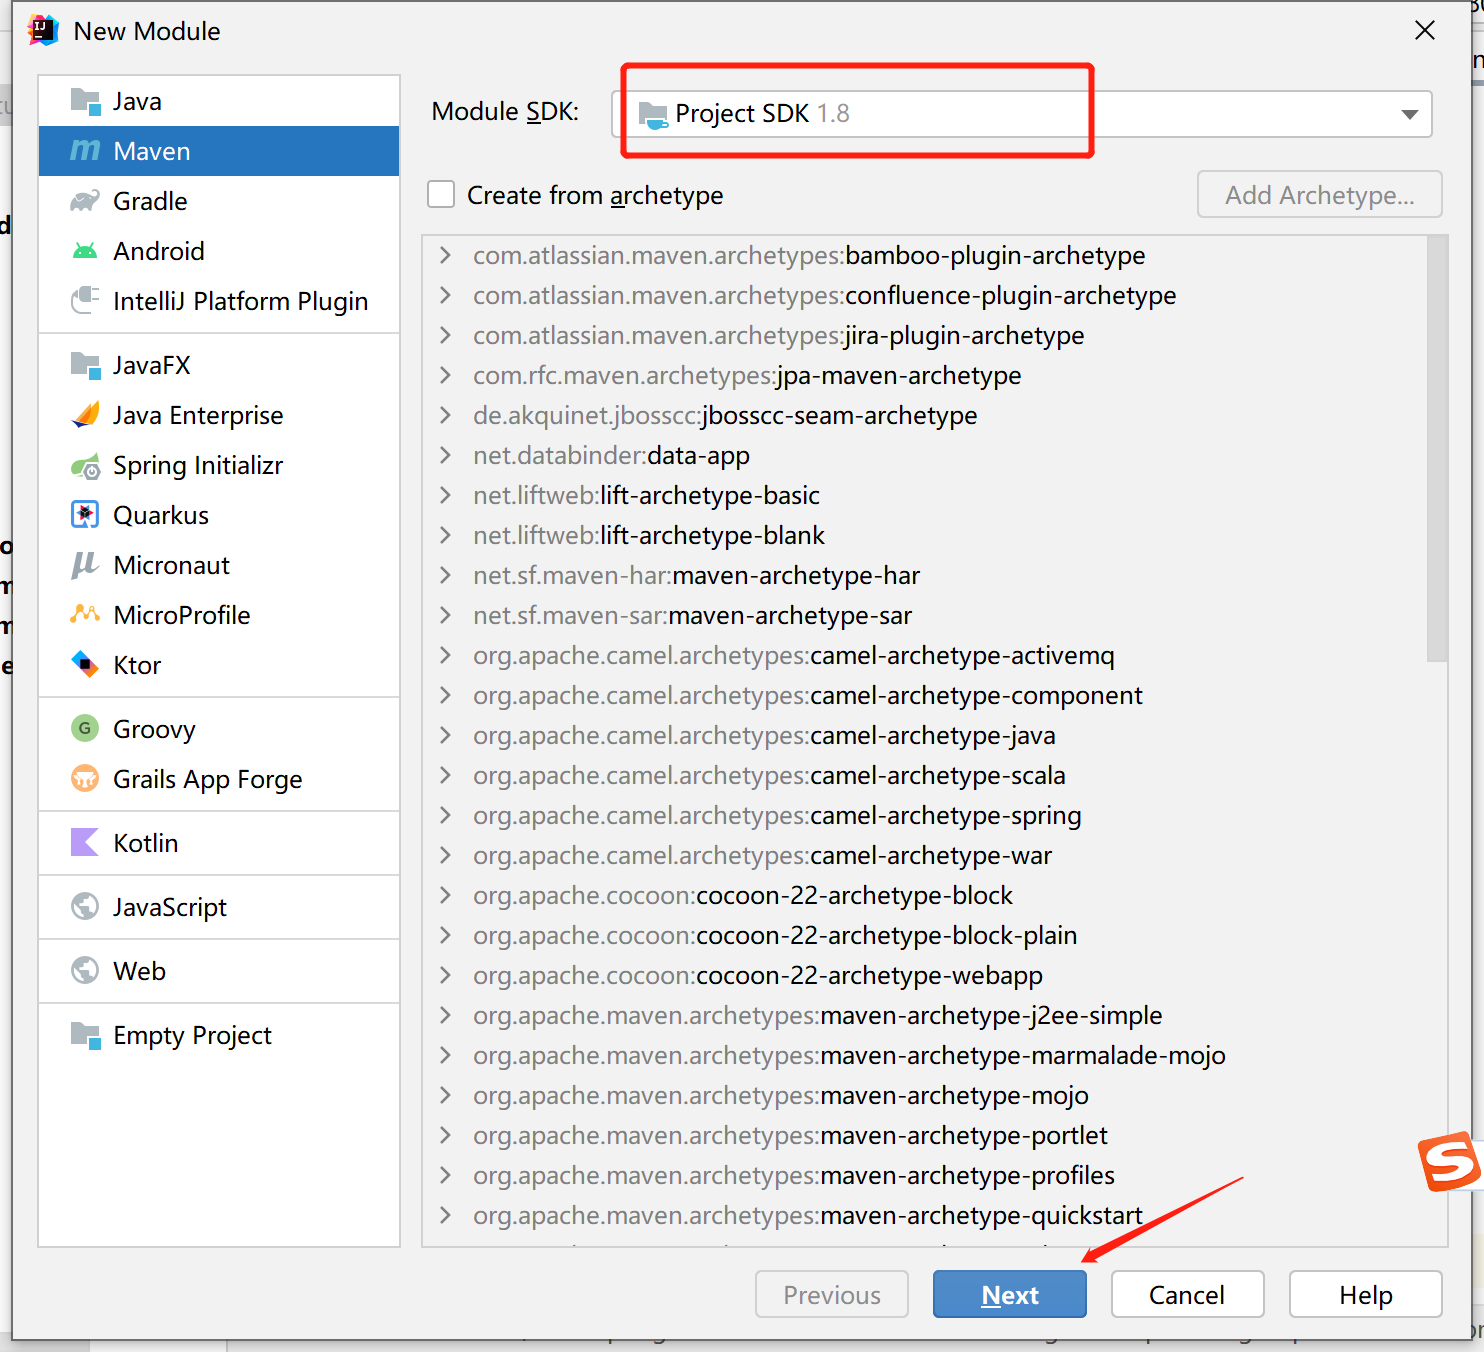 New Module
Java
Maven
Gradle
Android
IntelliJ Platform Plugin
JavaFX
Java Enterprise
Spring Initializr
Quarkus
Micronaut
MicroProfile
Ktor
Groovy
Grails App Forge
Kotlin
JavaScript
Web
Empty Project
Module SDK: Project SDK 1.8
Create from archetype
Add Archetype...
com.atlassian.maven.archetypes:bamboo-plugin-archetype
com.atlassian.maven.archetypes:confluence-plugin-archetype
com.atlassian.maven.archetypes:jira-plugin-archetype
com.rfc.maven.archetypes:jpa-maven-archetype
de.akquinet.jbosscc:jbosscc-seam-archetype
net.databinder:data-app
net.liftweb:lift-archetype-basic
net.liftweb:lift-archetype-blank
net.sf.maven-har:maven-archetype-har
net.sf.maven-sar:maven-archetype-sar
org.apache.camel.archetypes:camel-archetype-activemq
org.apache.camel.archetypes:camel-archetype-component
org.apache.camel.archetypes:camel-archetype-java
org.apache.camel.archetypes:camel-archetype-scala
org.apache.camel.archetypes:camel-archetype-spring
org.apache.camel.archetypes:camel-archetype-war
org.apache.cocoon:cocoon-22-archetype-block
org.apache.cocoon:cocoon-22-archetype-block-plain
org.apache.cocoon:cocoon-22-archetype-webapp
org.apache.maven.archetypes:maven-archetype-j2ee-simple
org.apache.maven.archetypes:maven-archetype-marmalade-mojo
org.apache.maven.archetypes:maven-archetype-mojo
org.apache.maven.archetypes:maven-archetype-portlet
org.apache.maven.archetypes:maven-archetype-profiles
org.apache.maven.archetypes:maven-archetype-quickstart
Previous
Next
Cancel
Help